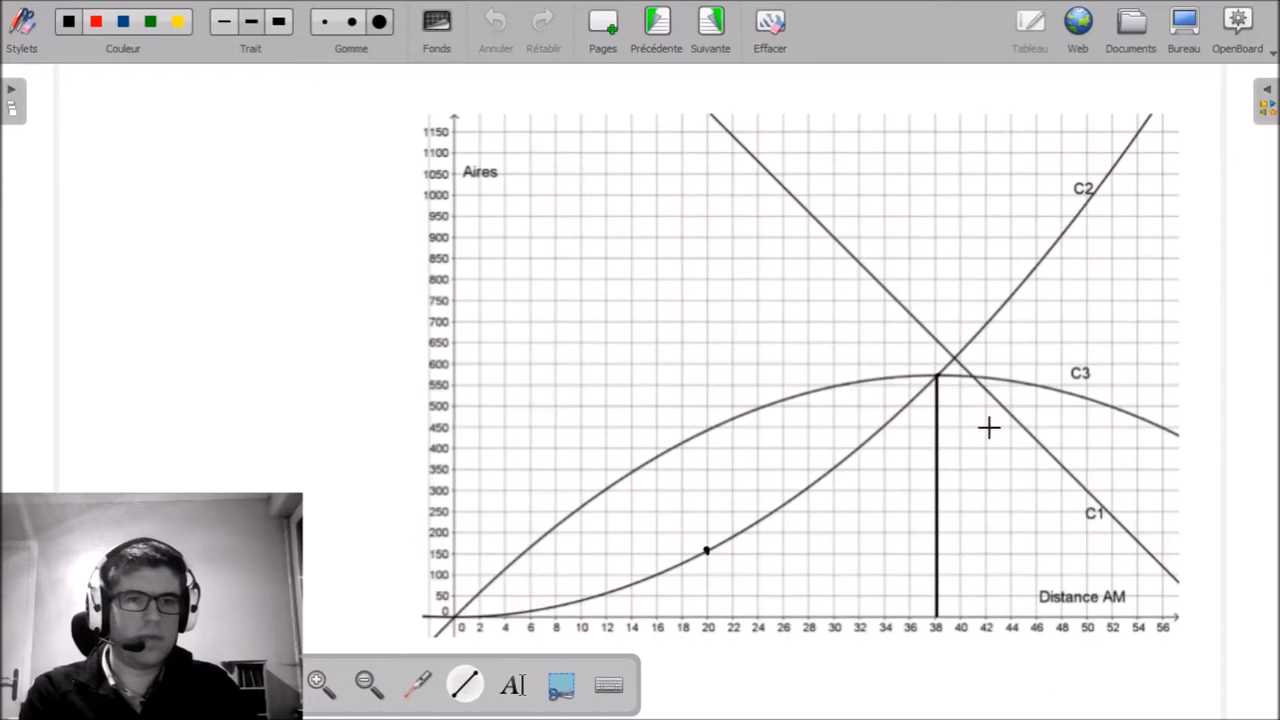 Stylets Couleur Trait Gomme Fonds Annuler Rétablir Pages Précédente Suivante Effacer Tableau Web Documents Bureau OpenBoard
1150
1100
1050 Aires
1000 C2
950
900
850
800
750
700
650
600
550 C3
500
450
400
350
300
250 C1
200
150
100
50 Distance AM
0
0 2 4 6 8 10 12 14 16 18 20 22 24 26 28 30 32 34 36 38 40 42 44 46 48 50 52 54 56
A